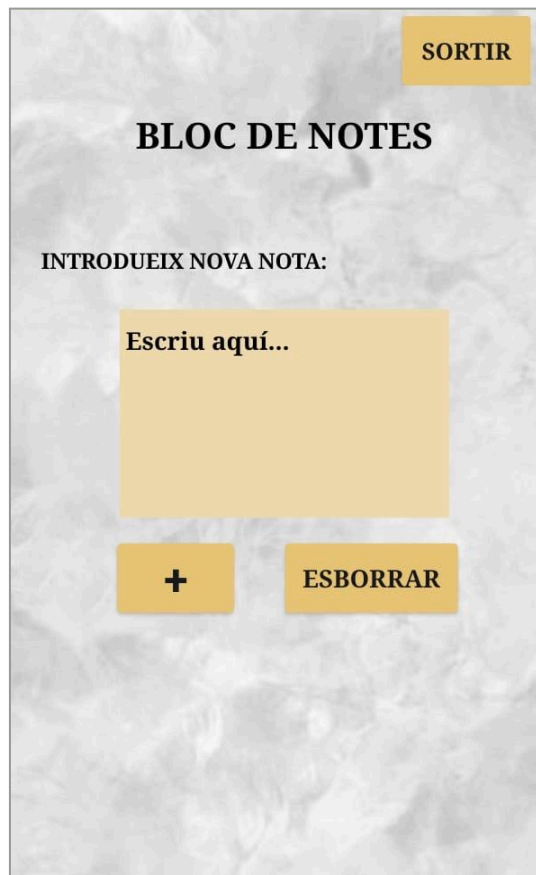 SORTIR
BLOC DE NOTES
INTRODUEIX NOVA NOTA:
Escriu aquí...
+
ESBORRAR